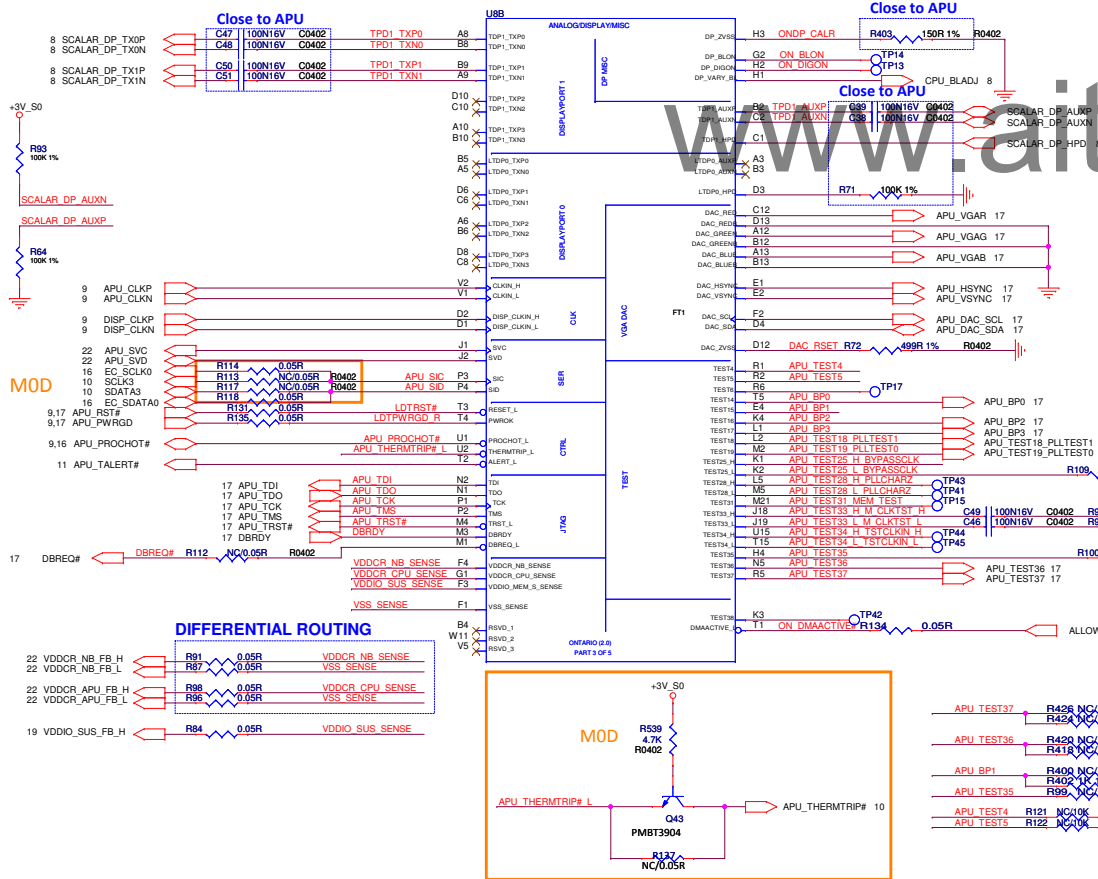 Close to APU
U8B
Close to APU
8 SCALAR_DP_TX0P C47 100N16V C0402 TPD1_TXP0 A8 TDP1_TXP0
8 SCALAR_DP_TX0N C48 100N16V C0402 TPD1_TXN0 B8 TDP1_TXN0
8 SCALAR_DP_TX1P C50 100N16V C0402 TPD1_TXP1 B9 TDP1_TXP1
8 SCALAR_DP_TX1N C51 100N16V C0402 TPD1_TXN1 A9 TDP1_TXN1
D10 TDP1_TXP2
C10 TDP1_TXN2
A10 TDP1_TXP3
B10 TDP1_TXN3
B5 LTDP0_TXP0
A5 LTDP0_TXN0
D6 LTDP0_TXP1
C6 LTDP0_TXN1
A6 LTDP0_TXP2
B6 LTDP0_TXN2
D8 LTDP0_TXP3
C8 LTDP0_TXN3
+3V_S0
R93
100K 1%
SCALAR_DP_AUXN
SCALAR_DP_AUXP
R64
100K 1%
9 APU_CLKP V2 CLKIN_H
9 APU_CLKN V1 CLKIN_L
9 DISP_CLKP D2 DISP_CLKIN_H
9 DISP_CLKN D1 DISP_CLKIN_L
22 APU_SVC J1 SVC
22 APU_SVD J2 SVD
M0D
16 EC_SCLK0 R114 0.05R
10 SCLK3 R113 NC/0.05R R0402 APU_SIC P3 SIC
10 SDATA3 R117 NC/0.05R R0402 APU_SID P4 SID
16 EC_SDATA0 R118 0.05R
9,17 APU_RST# R131 0.05R LDTRST# T3 RESET_L
9,17 APU_PWRGD R135 0.05R LDTPWRGD_R T4 PWROK
9,16 APU_PROCHOT# APU_PROCHOT# U1 PROCHOT_L
APU_THERMTRIP#_L U2 THERMTRIP_L
11 APU_TALERT# T2 ALERT_L
17 APU_TDI APU_TDI N2 TDI
17 APU_TDO APU_TDO N1 TDO
17 APU_TCK APU_TCK P1 TCK
17 APU_TMS APU_TMS P2 TMS
17 APU_TRST# APU_TRST# M4 TRST_L
17 DBRDY DBRDY M3 DBRDY
M1 DBREQ_L
17 DBREQ# DBREQ# R112 NC/0.05R R0402
VDDCR_NB_SENSE F4 VDDCR_NB_SENSE
VDDCR_CPU_SENSE G1 VDDCR_CPU_SENSE
VDDIO_SUS_SENSE F3 VDDIO_MEM_S_SENSE
VSS_SENSE F1 VSS_SENSE
B4 RSVD_1
W11 RSVD_2
V5 RSVD_3
ANALOG/DISPLAY/MISC
DISPLAYPORT 1
DP MISC
DISPLAYPORT 0
CLK
VGA DAC
SER
CTRL
TEST
JTAG
FT1
ONTARIO (2.0)
PART 3 OF 5
DP_ZVSS H3 ONDP_CALR R403 150R 1% R0402
DP_BLON G2 ON_BLON TP14
DP_DIGON H2 ON_DIGON TP13
DP_VARY_BL H1 CPU_BLADJ 8
Close to APU
TDP1_AUXP B2 TPD1_AUXP C39 100N16V C0402 SCALAR_DP_AUXP
TDP1_AUXN C2 TPD1_AUXN C38 100N16V C0402 SCALAR_DP_AUXN
TDP1_HPD C1 SCALAR_DP_HPD 8
www.ait
LTDP0_AUXP A3
LTDP0_AUXN B3
LTDP0_HPD D3 R71 100K 1%
DAC_RED C12 APU_VGAR 17
DAC_REDB D13
DAC_GREEN A12 APU_VGAG 17
DAC_GREENB B12
DAC_BLUE A13 APU_VGAB 17
DAC_BLUEB B13
DAC_HSYNC E1 APU_HSYNC 17
DAC_VSYNC E2 APU_VSYNC 17
DAC_SCL F2 APU_DAC_SCL 17
DAC_SDA D4 APU_DAC_SDA 17
DAC_ZVSS D12 DAC_RSET R72 499R 1% R0402
TEST4 R1 APU_TEST4
TEST5 R2 APU_TEST5
TEST6 R6 TP17
TEST14 T5 APU_BP0 APU_BP0 17
TEST15 E4 APU_BP1
TEST16 K4 APU_BP2 APU_BP2 17
TEST17 L1 APU_BP3 APU_BP3 17
TEST18 L2 APU_TEST18_PLLTEST1 APU_TEST18_PLLTEST1
TEST19 M2 APU_TEST19_PLLTEST0 APU_TEST19_PLLTEST0
TEST25_H K1 APU_TEST25_H_BYPASSCLK
TEST25_L K2 APU_TEST25_L_BYPASSCLK R109
TEST28_H L5 APU_TEST28_H_PLLCHARZ TP43
TEST28_L M5 APU_TEST28_L_PLLCHARZ TP41
TEST31 M21 APU_TEST31_MEM_TEST TP15
TEST33_H J18 APU_TEST33_H_M_CLKTST_H C49 100N16V C0402
TEST33_L J19 APU_TEST33_L_M_CLKTST_L C46 100N16V C0402
TEST34_H U15 APU_TEST34_H_TSTCLKIN_H TP44
TEST34_L T15 APU_TEST34_L_TSTCLKIN_L TP45
TEST35 H4 APU_TEST35 R100
TEST36 N5 APU_TEST36 APU_TEST36 17
TEST37 R5 APU_TEST37 APU_TEST37 17
TEST38 K3 TP42
DMAACTIVE_L T1 ON_DMAACTIVE# R134 0.05R ALLOW
DIFFERENTIAL ROUTING
22 VDDCR_NB_FB_H R91 0.05R VDDCR_NB_SENSE
22 VDDCR_NB_FB_L R87 0.05R VSS_SENSE
22 VDDCR_APU_FB_H R98 0.05R VDDCR_CPU_SENSE
22 VDDCR_APU_FB_L R96 0.05R VSS_SENSE
19 VDDIO_SUS_FB_H R84 0.05R VDDIO_SUS_SENSE
+3V_S0
M0D
R539
4.7K
R0402
APU_THERMTRIP#_L
APU_THERMTRIP# 10
Q43
PMBT3904
R137
NC/0.05R
APU_TEST37 R426 NC/
R424 NC/
APU_TEST36 R420 NC/
R418 NC/
APU_BP1 R400 NC/
R402 1K
APU_TEST35 R99 NC/
APU_TEST4 R121 NC/10K
APU_TEST5 R122 NC/10K